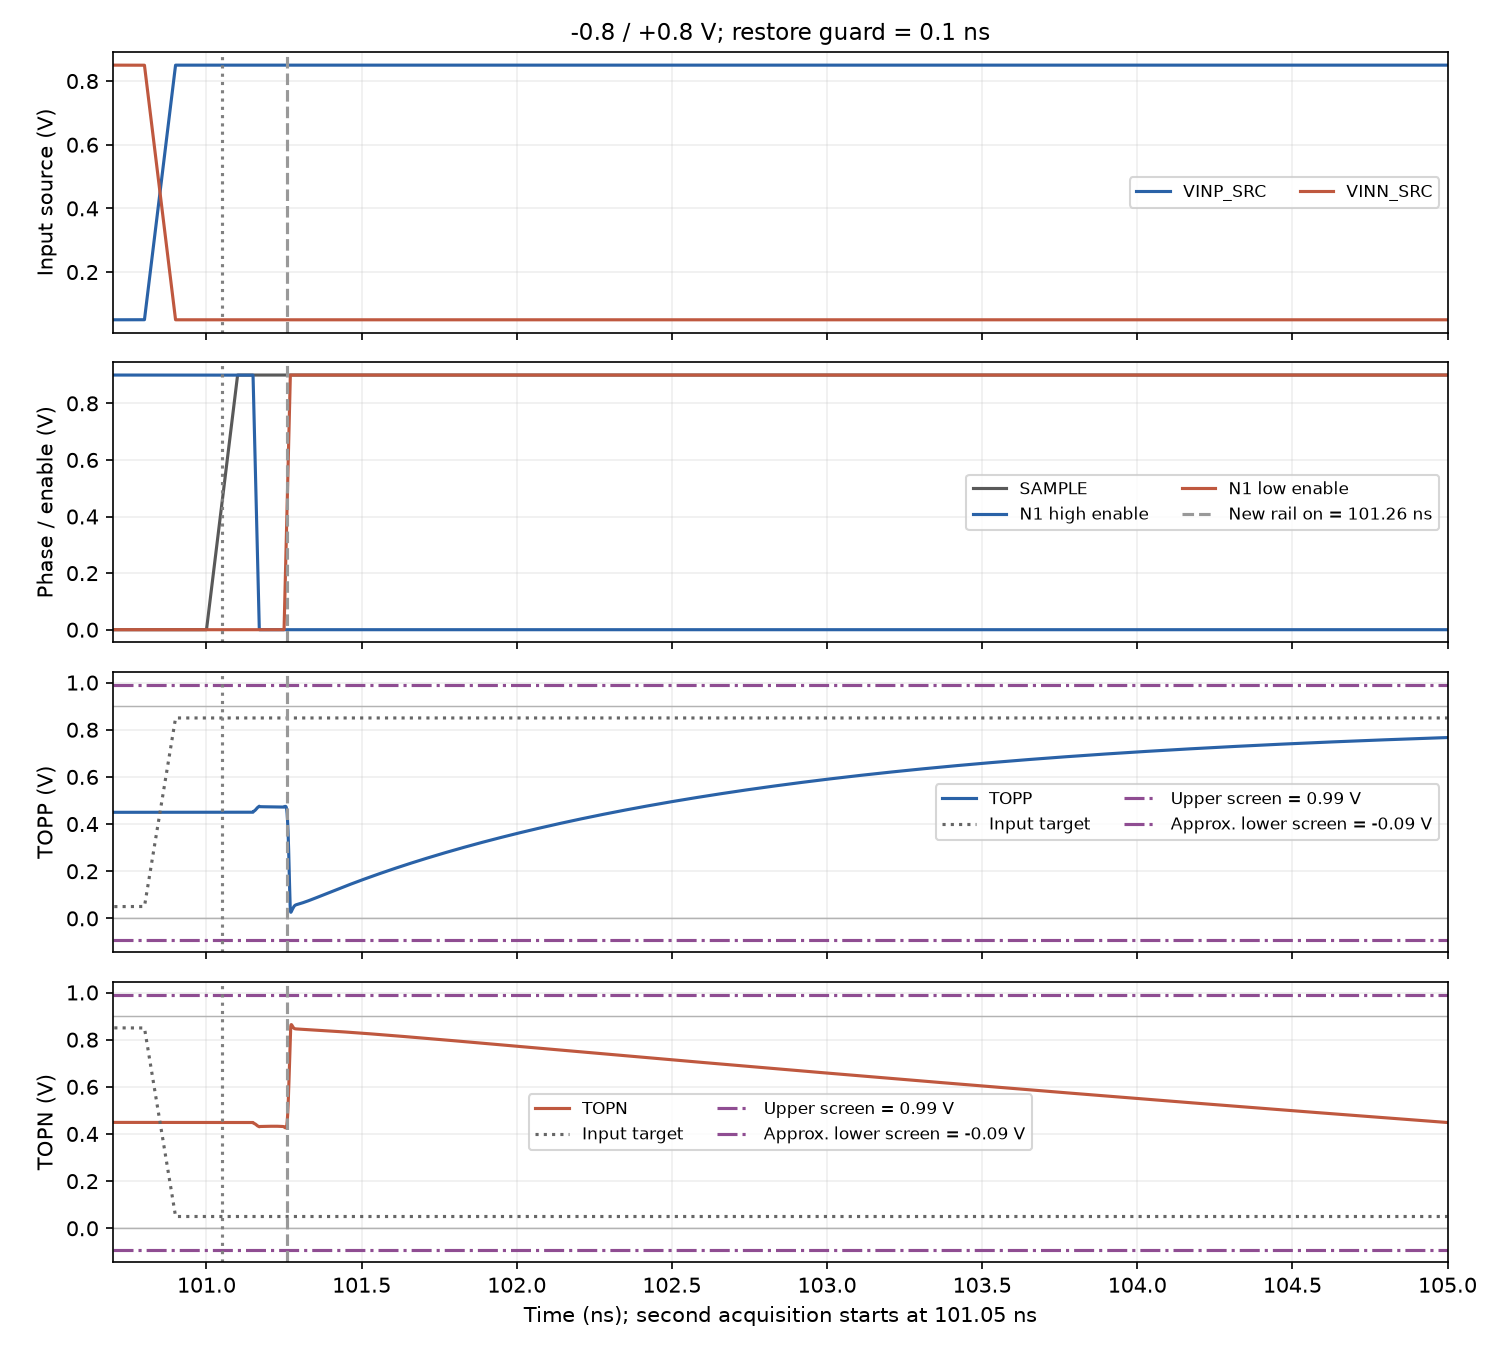 -0.8 / +0.8 V; restore guard = 0.1 ns
Input source (V)
0.8
0.6
0.4
0.2
VINP_SRC
VINN_SRC
Phase / enable (V)
0.8
0.6
0.4
0.2
0.0
SAMPLE
N1 high enable
N1 low enable
New rail on = 101.26 ns
TOPP (V)
1.0
0.8
0.6
0.4
0.2
0.0
TOPP
Input target
Upper screen = 0.99 V
Approx. lower screen = -0.09 V
TOPN (V)
1.0
0.8
0.6
0.4
0.2
0.0
TOPN
Input target
Upper screen = 0.99 V
Approx. lower screen = -0.09 V
101.0 101.5 102.0 102.5 103.0 103.5 104.0 104.5 105.0
Time (ns); second acquisition starts at 101.05 ns